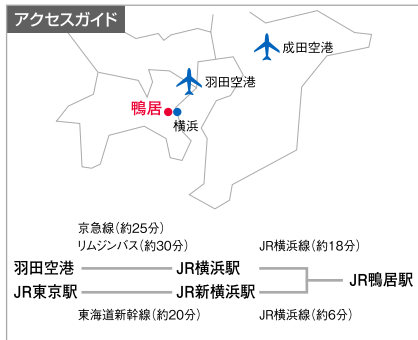 アクセスガイド
成田空港
羽田空港
鴨居
横浜
京急線(約25分)
リムジンバス(約30分)
JR横浜線(約18分)
羽田空港
JR横浜駅
JR鴨居駅
JR東京駅
JR新横浜駅
東海道新幹線(約20分)
JR横浜線(約6分)